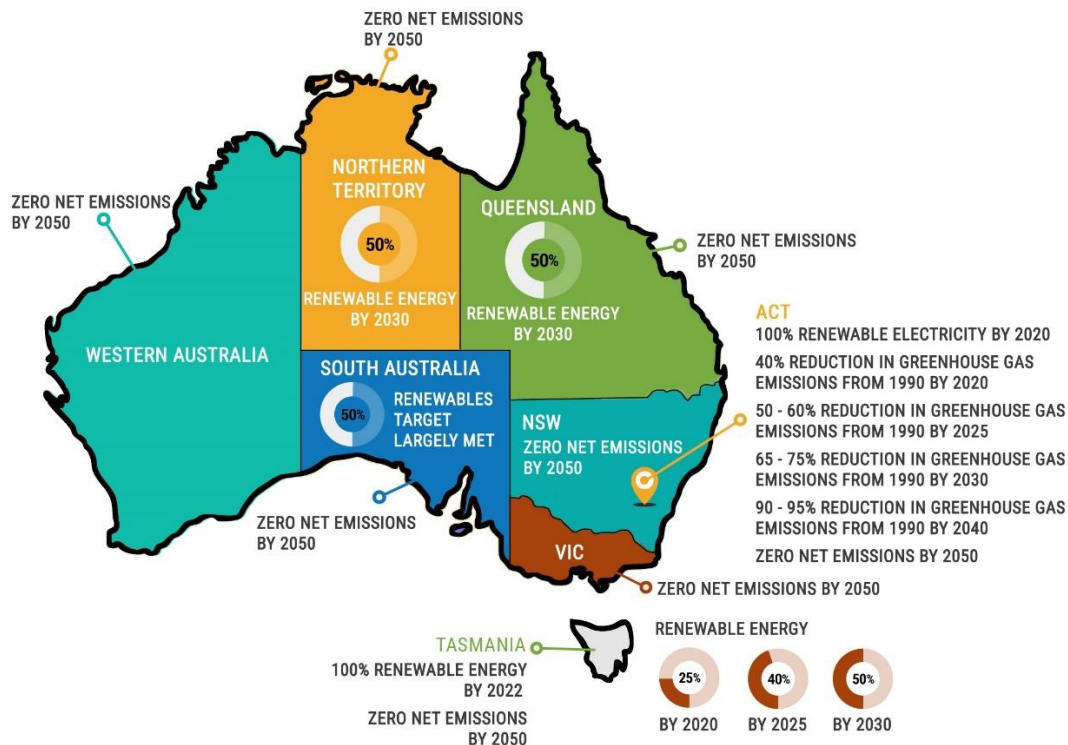 ZERO NET EMISSIONS
BY 2050
NORTHERN
TERRITORY
50%
RENEWABLE ENERGY
BY 2030
ZERO NET EMISSIONS
BY 2050
QUEENSLAND
50%
RENEWABLE ENERGY
BY 2030
ZERO NET EMISSIONS
BY 2050
WESTERN AUSTRALIA
SOUTH AUSTRALIA
50%
RENEWABLES
TARGET
LARGELY MET
ZERO NET EMISSIONS
BY 2050
NSW
ZERO NET EMISSIONS
BY 2050
ACT
100% RENEWABLE ELECTRICITY BY 2020
40% REDUCTION IN GREENHOUSE GAS
EMISSIONS FROM 1990 BY 2020
50 - 60% REDUCTION IN GREENHOUSE GAS
EMISSIONS FROM 1990 BY 2025
65 - 75% REDUCTION IN GREENHOUSE GAS
EMISSIONS FROM 1990 BY 2030
90 - 95% REDUCTION IN GREENHOUSE GAS
EMISSIONS FROM 1990 BY 2040
ZERO NET EMISSIONS BY 2050
VIC
ZERO NET EMISSIONS BY 2050
RENEWABLE ENERGY
25%
40%
50%
BY 2020
BY 2025
BY 2030
TASMANIA
100% RENEWABLE ENERGY
BY 2022
ZERO NET EMISSIONS
BY 2050